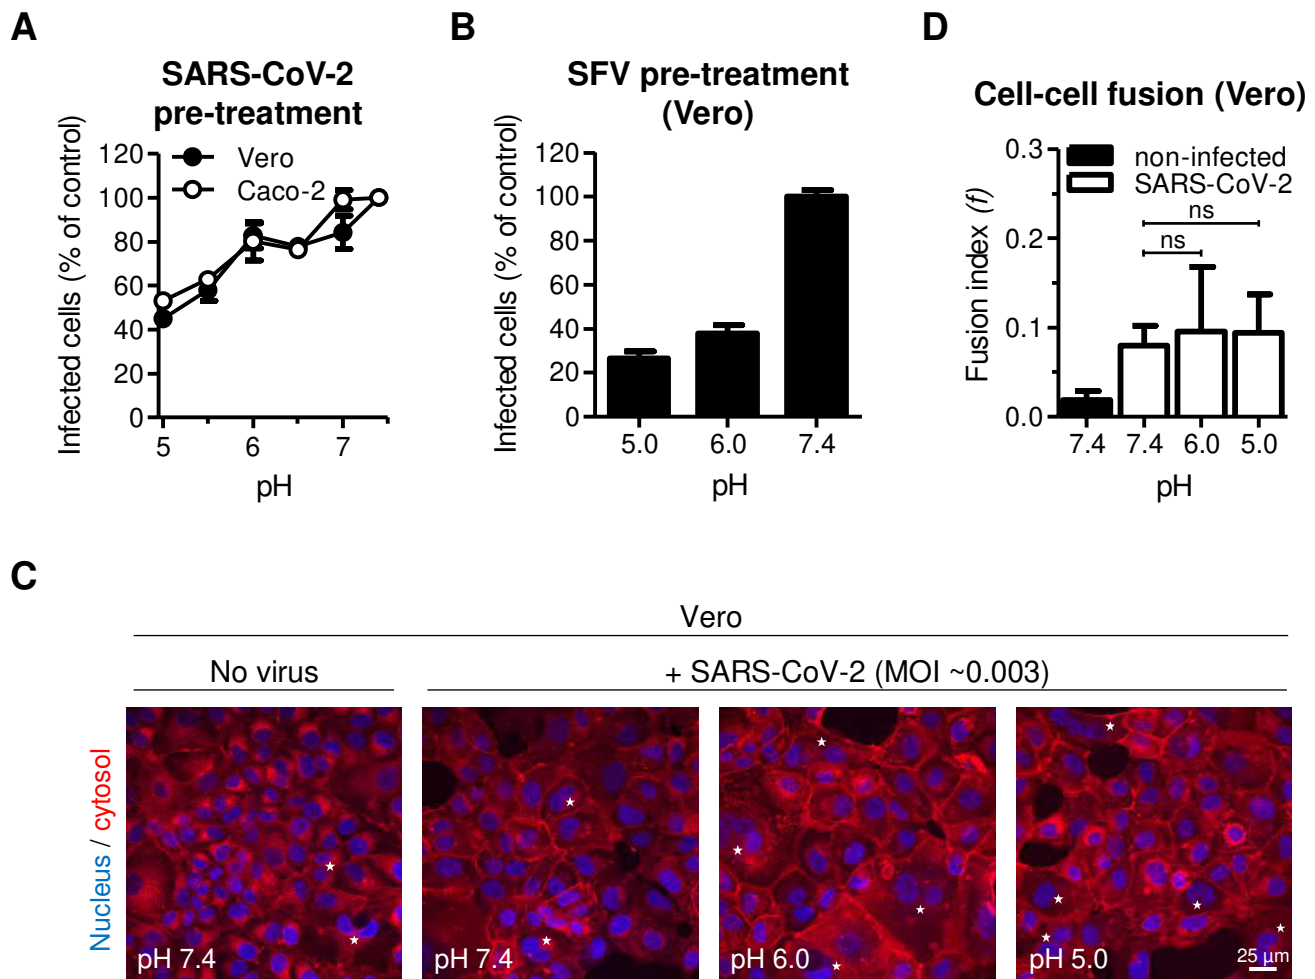 A
SARS-CoV-2
pre-treatment
Infected cells (% of control)
120
100
80
60
40
20
0
Vero
Caco-2
5
6
7
pH
B
SFV pre-treatment
(Vero)
Infected cells (% of control)
120
100
80
60
40
20
0
5.0
6.0
7.4
pH
D
Cell-cell fusion (Vero)
Fusion index (f)
0.3
0.2
0.1
0.0
non-infected
SARS-CoV-2
ns
ns
7.4
7.4
6.0
5.0
pH
C
Vero
No virus
+ SARS-CoV-2 (MOI ~0.003)
Nucleus / cytosol
pH 7.4
pH 7.4
pH 6.0
pH 5.0
25 µm